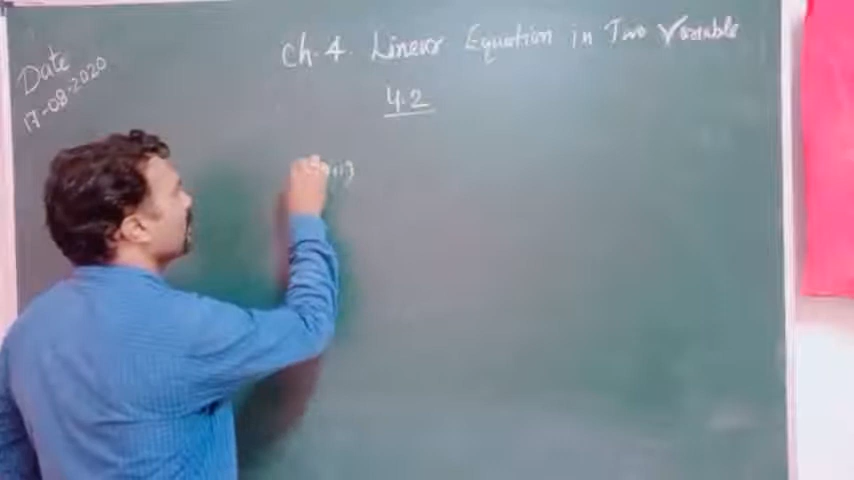 Date
17-08-2020
Ch. 4. Linear Equation in Two Variable
4.2